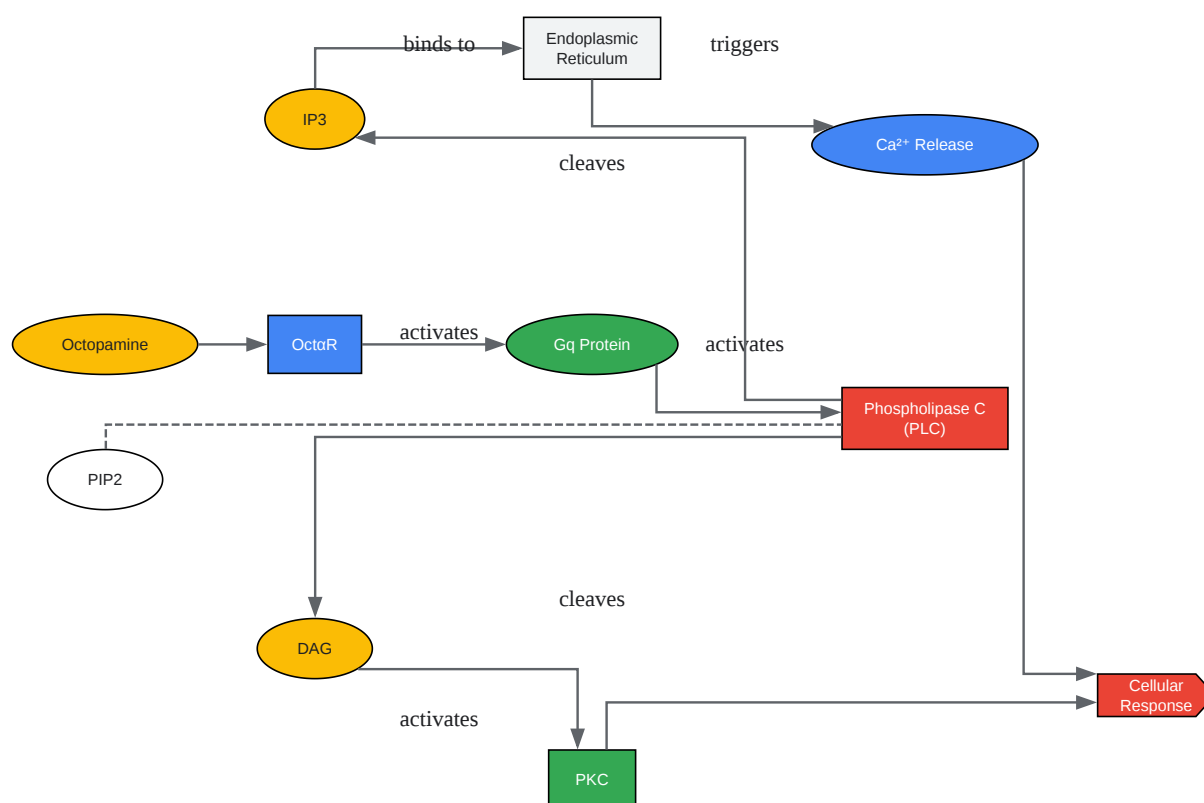 binds to
Endoplasmic
Reticulum
triggers
IP3
Ca²⁺ Release
cleaves
Octopamine
OctαR
activates
Gq Protein
activates
Phospholipase C
(PLC)
PIP2
cleaves
DAG
Cellular
Response
activates
PKC